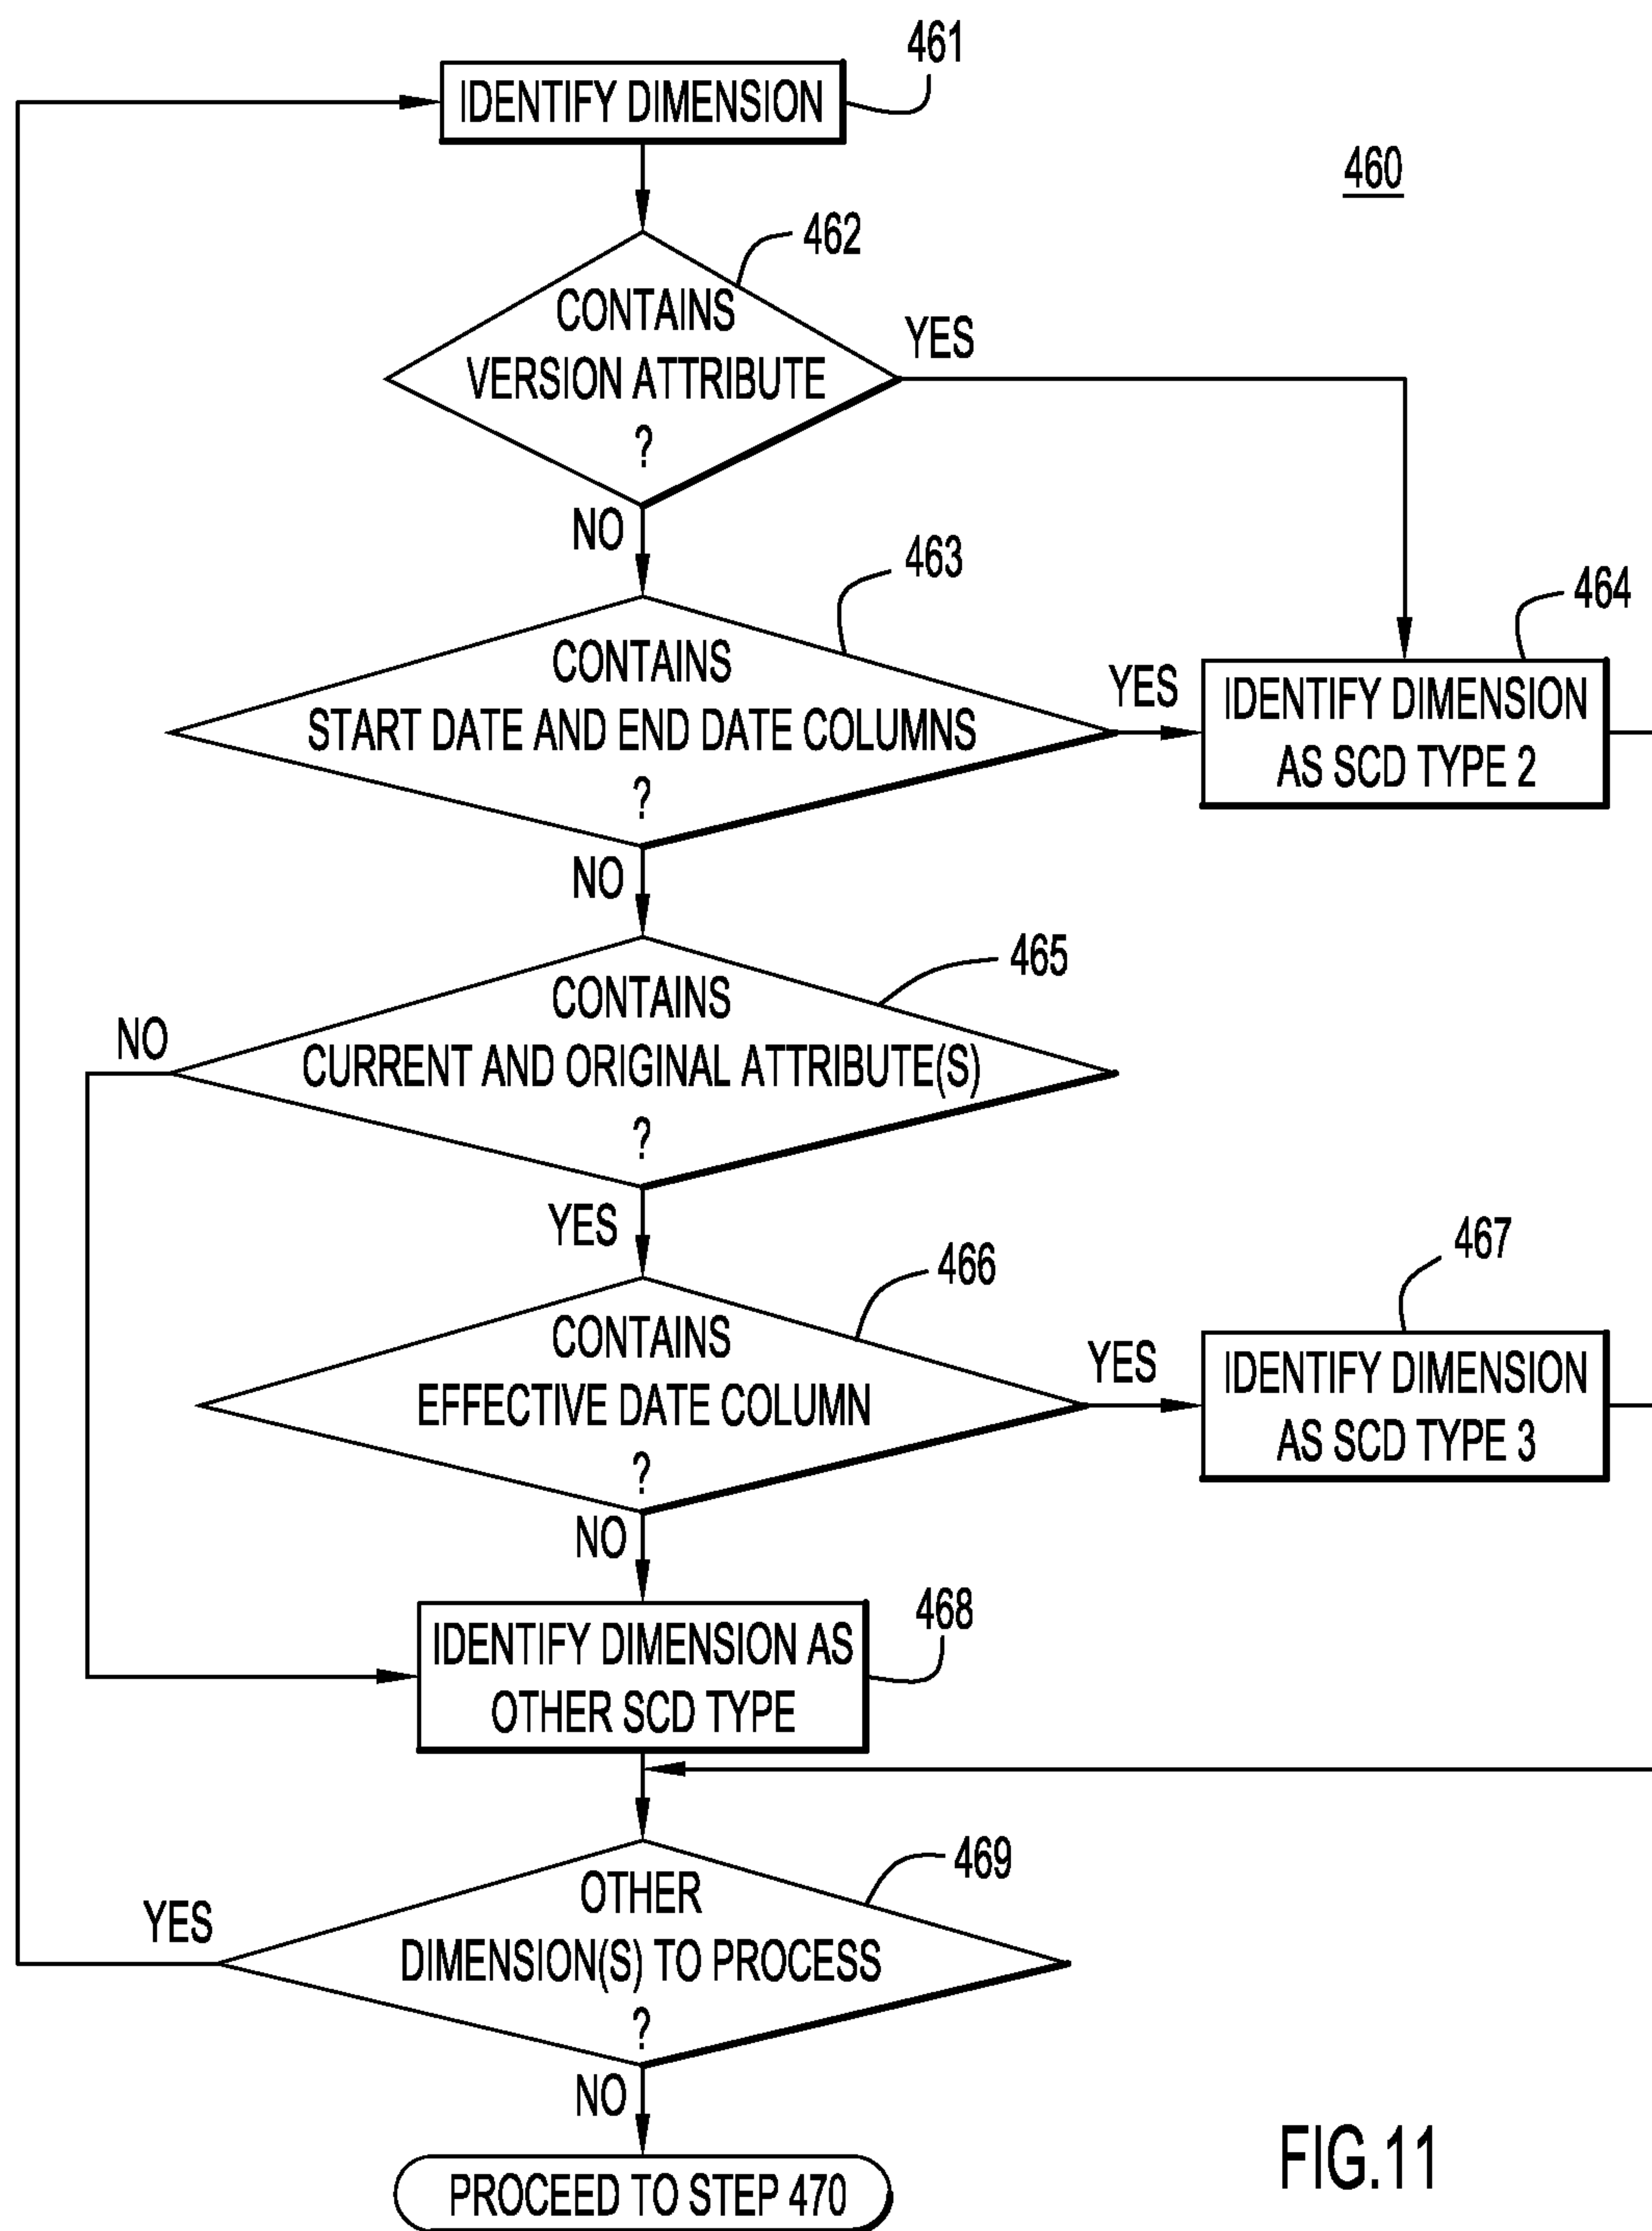 461
IDENTIFY DIMENSION
460
462
CONTAINS
VERSION ATTRIBUTE
?
YES
NO
463
CONTAINS
START DATE AND END DATE COLUMNS
?
YES
464
IDENTIFY DIMENSION
AS SCD TYPE 2
NO
465
CONTAINS
CURRENT AND ORIGINAL ATTRIBUTE(S)
?
NO
YES
466
CONTAINS
EFFECTIVE DATE COLUMN
?
YES
467
IDENTIFY DIMENSION
AS SCD TYPE 3
NO
468
IDENTIFY DIMENSION AS
OTHER SCD TYPE
469
OTHER
DIMENSION(S) TO PROCESS
?
YES
NO
PROCEED TO STEP 470
FIG.11